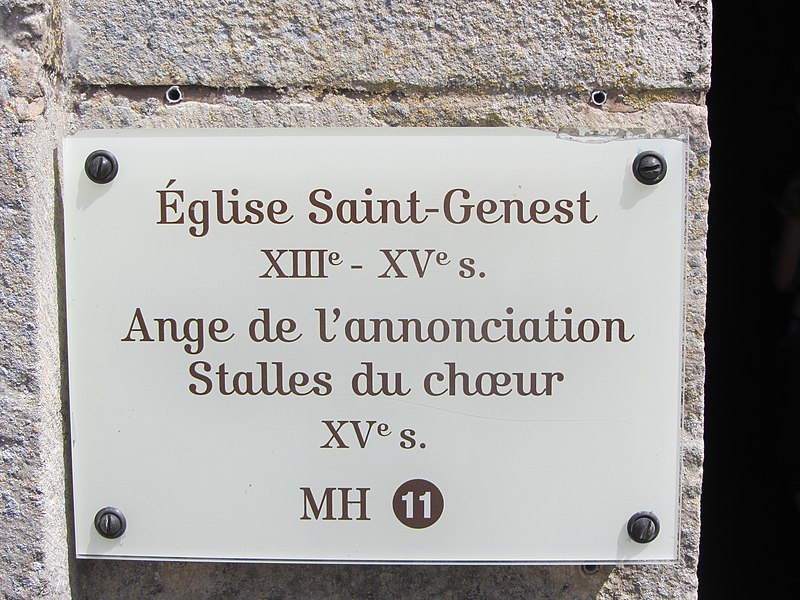 Église Saint-Genest
XIIIᵉ - XVᵉ s.
Ange de l'annonciation
Stalles du chœur
XVᵉ s.
MH 11